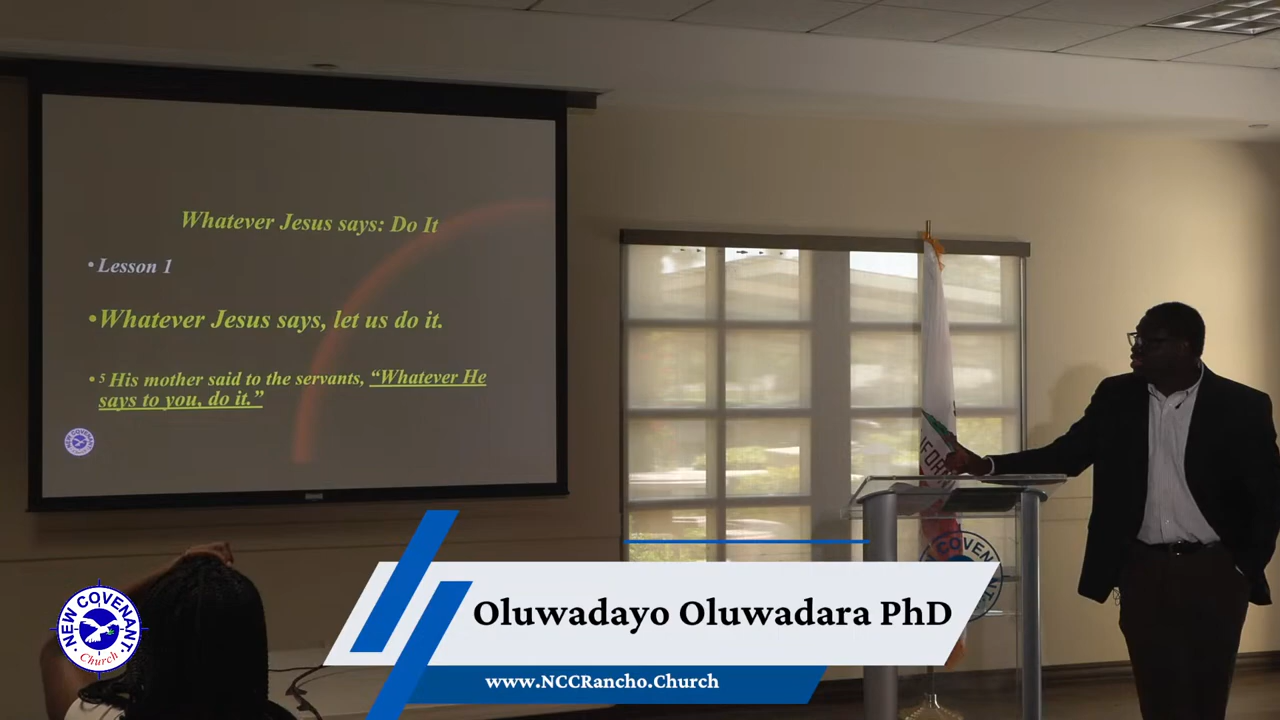 Whatever Jesus says: Do It
• Lesson 1
•Whatever Jesus says, let us do it.
• 5 His mother said to the servants, “Whatever He
says to you, do it.”
NEW COVENANT
Church
Oluwadayo Oluwadara PhD
www.NCCRancho.Church